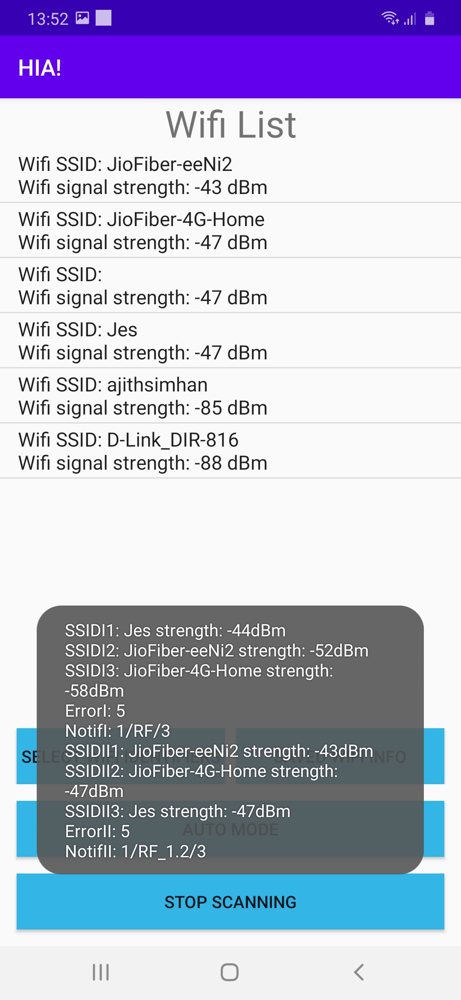 13:52
HIA!
Wifi List
Wifi SSID: JioFiber-eeNi2
Wifi signal strength: -43 dBm
Wifi SSID: JioFiber-4G-Home
Wifi signal strength: -47 dBm
Wifi SSID:
Wifi signal strength: -47 dBm
Wifi SSID: Jes
Wifi signal strength: -47 dBm
Wifi SSID: ajithsimhan
Wifi signal strength: -85 dBm
Wifi SSID: D-Link_DIR-816
Wifi signal strength: -88 dBm
SSIDI1: Jes strength: -44dBm
SSIDI2: JioFiber-eeNi2 strength: -52dBm
SSIDI3: JioFiber-4G-Home strength:
-58dBm
ErrorI: 5
NotifI: 1/RF/3
SSIDII1: JioFiber-eeNi2 strength: -43dBm
SELECT WIFI IDENTIFIERS
SAVED WIFI INFO
SSIDII2: JioFiber-4G-Home strength:
-47dBm
SSIDII3: Jes strength: -47dBm
AUTO MODE
ErrorII: 5
NotifII: 1/RF_1.2/3
STOP SCANNING